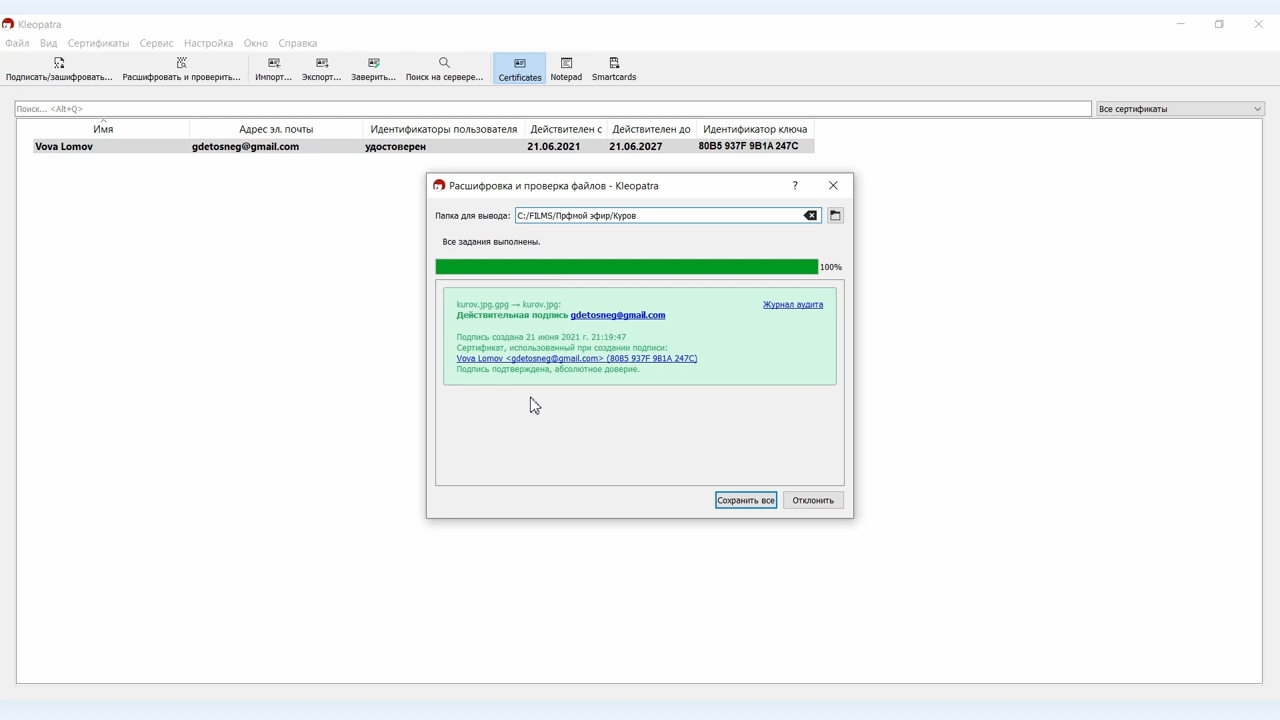 Kleopatra
Файл Вид Сертификаты Сервис Настройка Окно Справка
Подписать/зашифровать... Расшифровать и проверить... Импорт... Экспорт... Заверить... Поиск на сервере... Certificates Notepad Smartcards
Поиск... <Alt+Q> Все сертификаты
Имя Адрес эл. почты Идентификаторы пользователя Действителен с Действителен до Идентификатор ключа
Vova Lomov gdetosneg@gmail.com удостоверен 21.06.2021 21.06.2027 80B5 937F 9B1A 247C
Расшифровка и проверка файлов - Kleopatra ?
Папка для вывода: C:/FILMS/Прфмой эфир/Куров
Все задания выполнены.
100%
kurov.jpg.gpg → kurov.jpg: Журнал аудита
Действительная подпись gdetosneg@gmail.com
Подпись создана 21 июня 2021 г. 21:19:47
Сертификат, использованный при создании подписи:
Vova Lomov <gdetosneg@gmail.com> (80B5 937F 9B1A 247C)
Подпись подтверждена, абсолютное доверие.
Сохранить все Отклонить